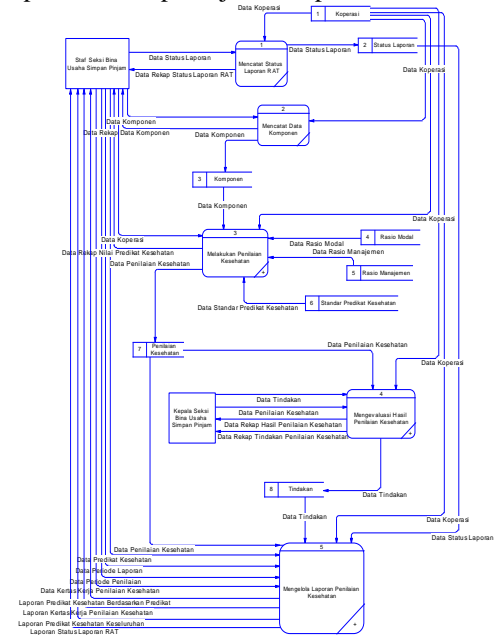 Data Koperasi
1 Koperasi
Staf Seksi Bina
Usaha Simpan Pinjam
Data Status Laporan
Data Rekap Status Laporan RAT
1
Mencatat Status
Laporan RAT
Data Status Laporan
2 Status Laporan
Data Koperasi
2
Mencatat Data
Komponen
Data Komponen
Data Rekap Data Komponen
Data Komponen
3 Komponen
Data Komponen
Data Koperasi
3
Melakukan Penilaian
Kesehatan
+
4 Rasio Modal
Data Rasio Modal
Data Rasio Manajemen
5 Rasio Manajemen
Data Koperasi
Data Rekap Nilai Predikat Kesehatan
Data Penilaian Kesehatan
6 Standar Predikat Kesehatan
Data Standar Predikat Kesehatan
7 Penilaian
Kesehatan
Data Penilaian Kesehatan
Data Koperasi
Kepala Seksi
Bina Usaha
Simpan Pinjam
Data Tindakan
Data Penilaian Kesehatan
Data Rekap Hasil Penilaian Kesehatan
Data Rekap Tindakan Penilaian Kesehatan
4
Mengevaluasi Hasil
Penilaian Kesehatan
+
8 Tindakan
Data Tindakan
Data Tindakan
Data Koperasi
Data Status Laporan
5
Mengelola Laporan Penilaian
Kesehatan
+
Data Penilaian Kesehatan
Data Predikat Kesehatan
Data Periode Laporan
Data Periode Penilaian
Data Kertas Kerja Penilaian Kesehatan
Laporan Predikat Kesehatan Berdasarkan Predikat
Laporan Kertas Kerja Penilaian Kesehatan
Laporan Predikat Kesehatan Keseluruhan
Laporan Status Laporan RAT